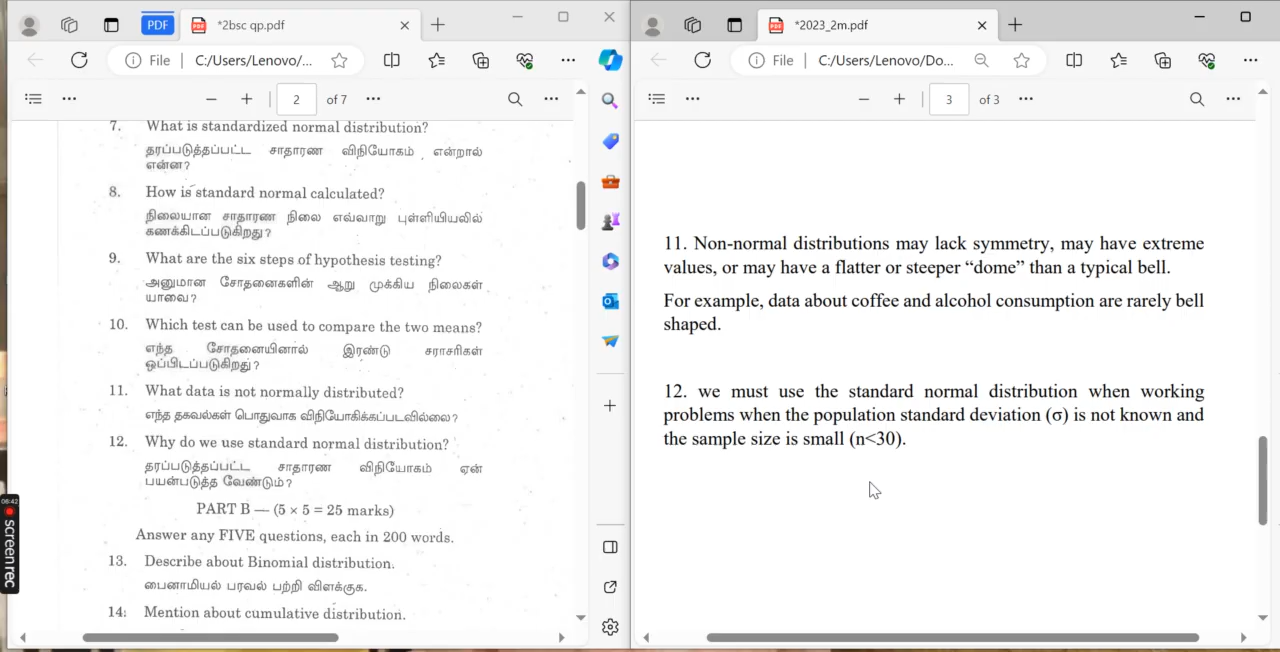 PDF
*2bsc qp.pdf
File
C:/Users/Lenovo/...
2
of 7
7. What is standardized normal distribution?
தரப்படுத்தப்பட்ட சாதாரண விநியோகம் என்றால்
என்ன?
8. How is standard normal calculated?
நிலையான சாதாரண நிலை எவ்வாறு புள்ளியியலில்
கணக்கிடப்படுகிறது?
9. What are the six steps of hypothesis testing?
அனுமான சோதனைகளின் ஆறு முக்கிய நிலைகள்
யாவை?
10. Which test can be used to compare the two means?
எந்த சோதனையினால் இரண்டு சராசரிகள்
ஒப்பிடப்படுகிறது?
11. What data is not normally distributed?
எந்த தகவல்கள் பொதுவாக விநியோகிக்கப்படவில்லை?
12. Why do we use standard normal distribution?
தரப்படுத்தப்பட்ட சாதாரண விநியோகம் ஏன்
பயன்படுத்த வேண்டும்?
PART B — (5 × 5 = 25 marks)
Answer any FIVE questions, each in 200 words.
13. Describe about Binomial distribution.
பைனாமியல் பரவல் பற்றி விளக்குக.
14. Mention about cumulative distribution.
06:42
screenrec
*2023_2m.pdf
File
C:/Users/Lenovo/Do...
3
of 3
11. Non-normal distributions may lack symmetry, may have extreme
values, or may have a flatter or steeper “dome” than a typical bell.
For example, data about coffee and alcohol consumption are rarely bell
shaped.
12. we must use the standard normal distribution when working
problems when the population standard deviation (σ) is not known and
the sample size is small (n<30).